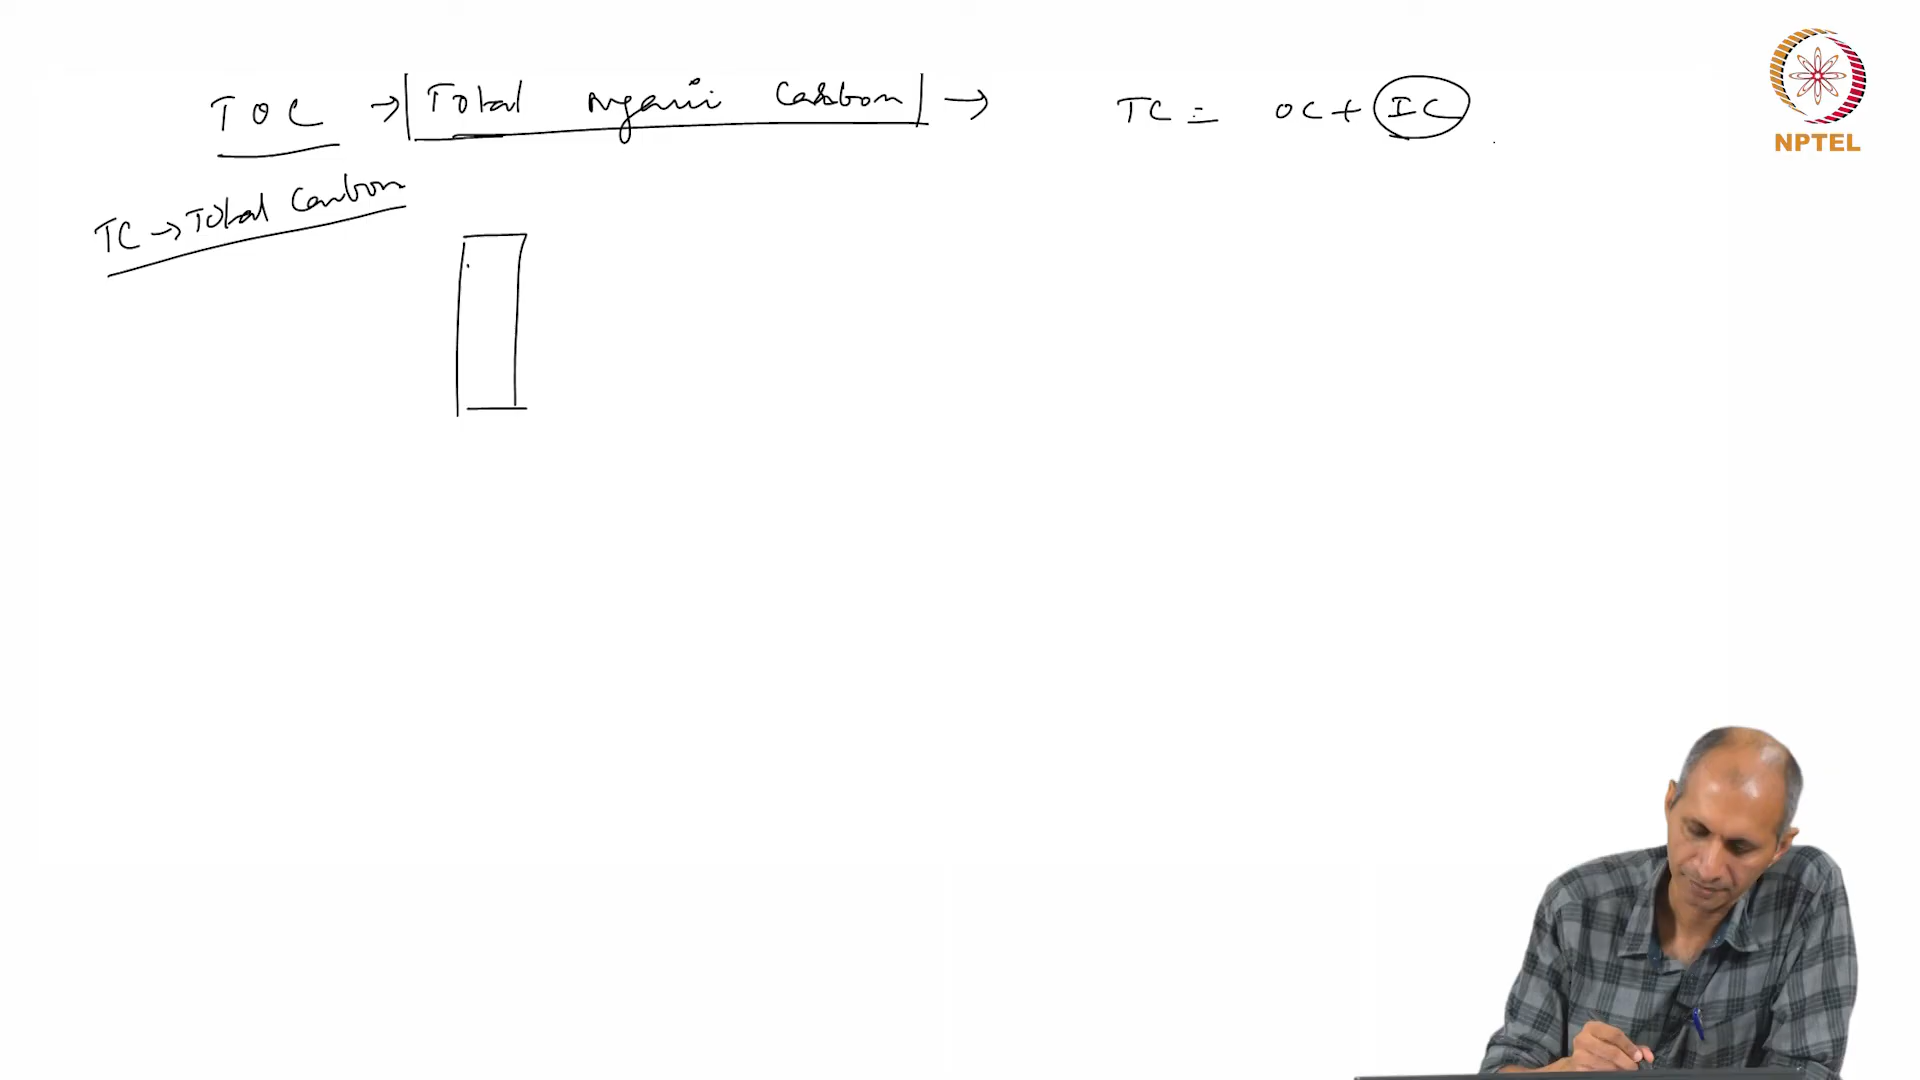 TOC → Total organic Carbon → TC = OC + IC
TC → Total Carbon
NPTEL